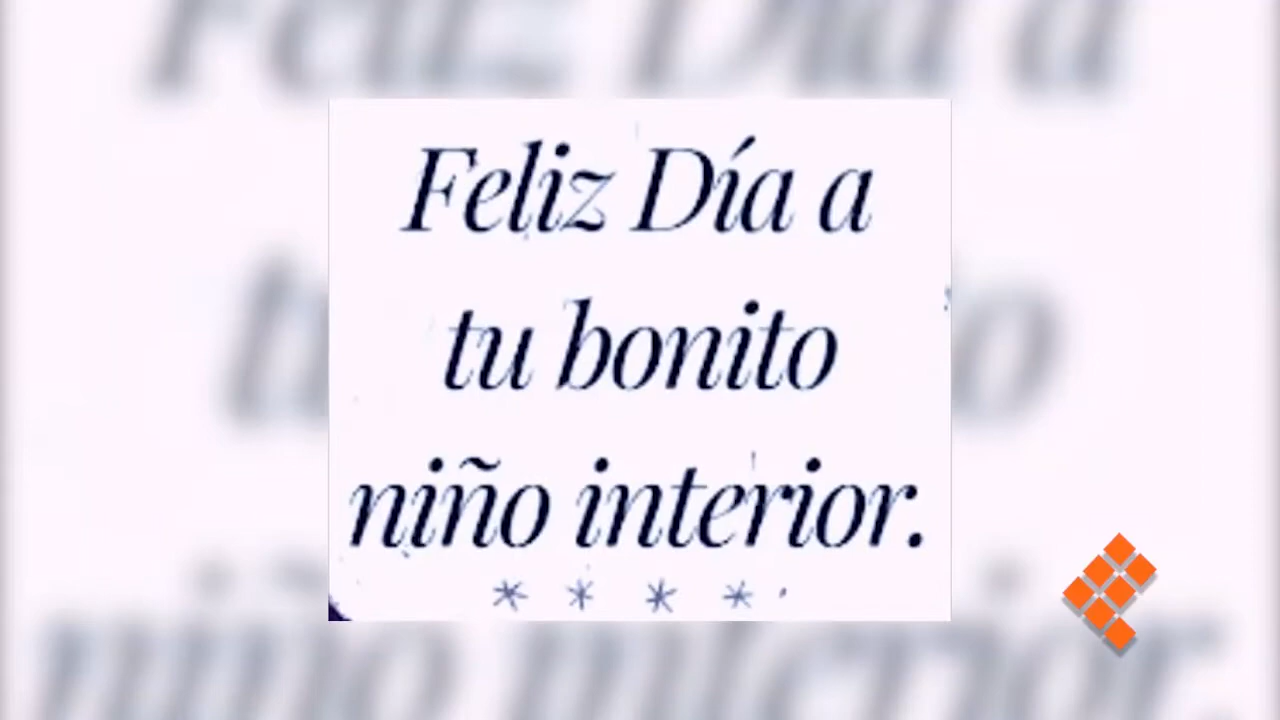 Feliz Día a
tu bonito
niño interior.
* * * *